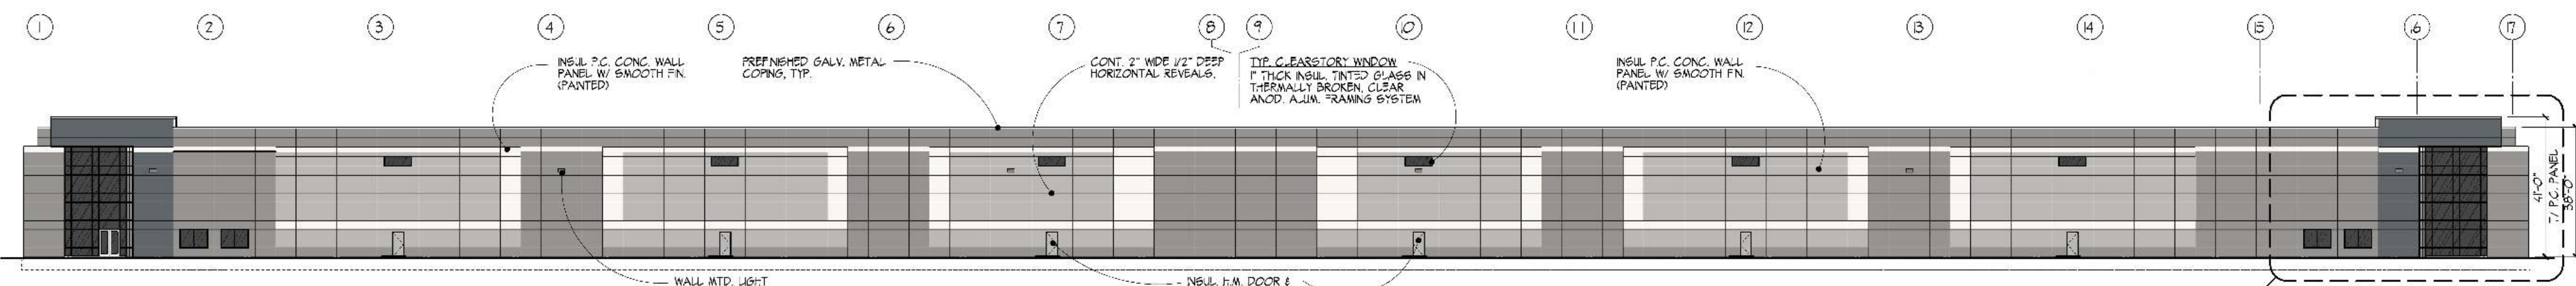 1 2 3 4 5 6 7 8 9 10 11 12 13 14 15 16 17
INSUL P.C. CONC. WALL
PANEL W/ SMOOTH FIN.
(PAINTED)
PREFINISHED GALV. METAL
COPING, TYP.
CONT. 2" WIDE 1/2" DEEP
HORIZONTAL REVEALS.
TYP. CLEARSTORY WINDOW
1" THICK INSUL. TINTED GLASS IN
THERMALLY BROKEN, CLEAR
ANOD. ALUM. FRAMING SYSTEM
INSUL P.C. CONC. WALL
PANEL W/ SMOOTH FIN.
(PAINTED)
41'-0"
T/ P.C. PANEL
38'-0"
WALL MTD. LIGHT
INSUL. H.M. DOOR &